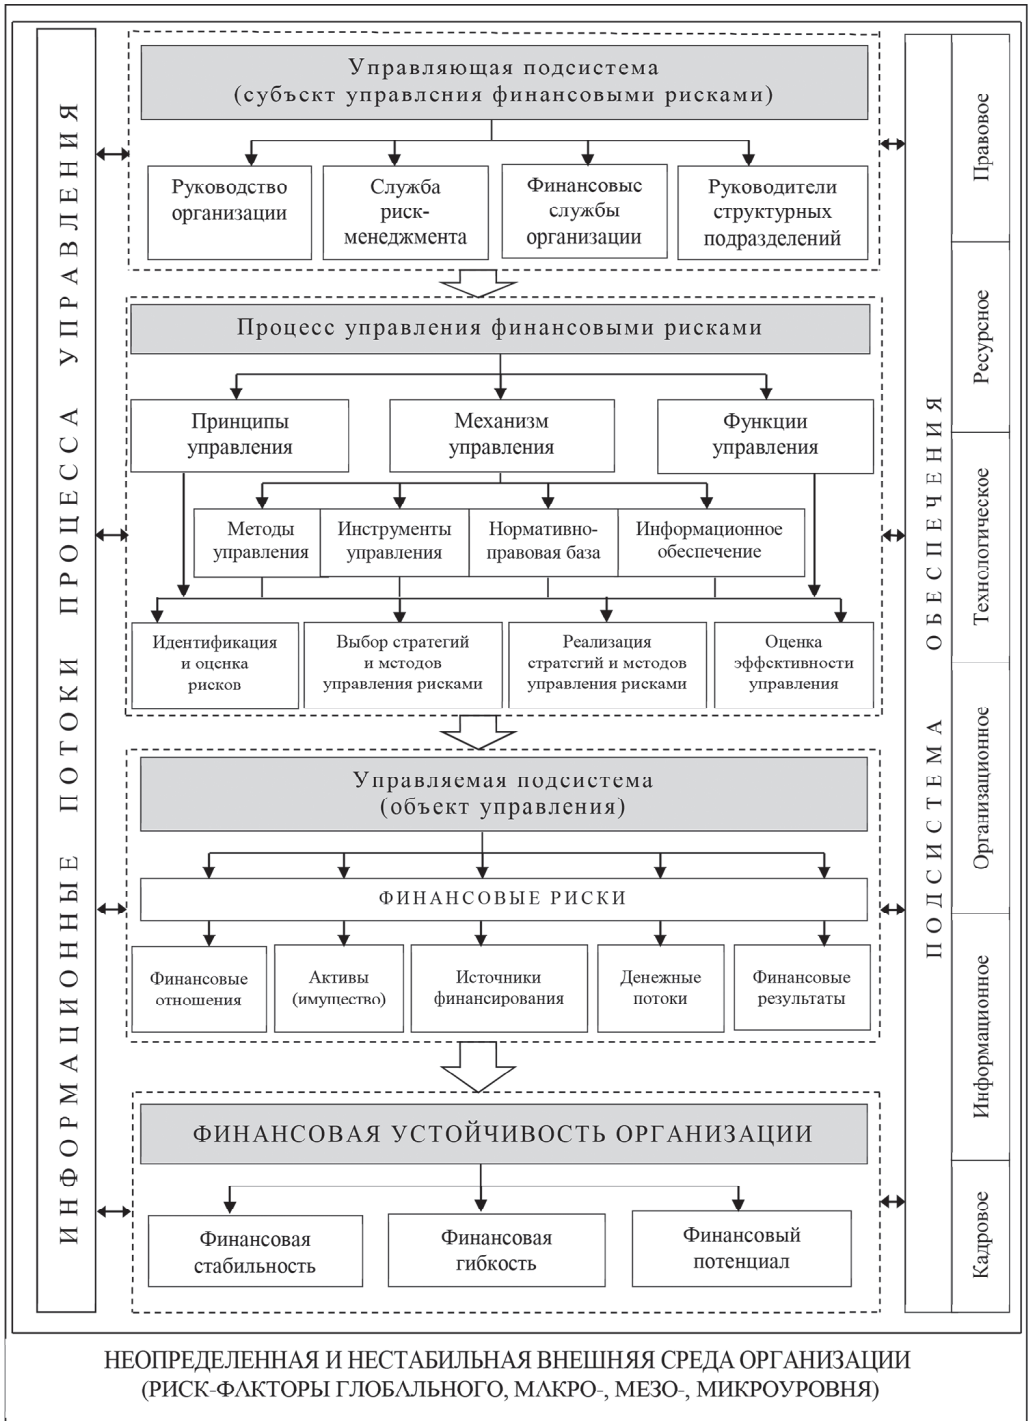 ИНФОРМАЦИОННЫЕ ПОТОКИ ПРОЦЕССА УПРАВЛЕНИЯ
Управляющая подсистема
(субъект управления финансовыми рисками)
Руководство
организации
Служба
риск-
менеджмента
Финансовые
службы
организации
Руководители
структурных
подразделений
Процесс управления финансовыми рисками
Принципы
управления
Механизм
управления
Функции
управления
Методы
управления
Инструменты
управления
Нормативно-
правовая база
Информационное
обеспечение
Идентификация
и оценка
рисков
Выбор стратегий
и методов
управления рисками
Реализация
стратегий и методов
управления рисками
Оценка
эффективности
управления
Управляемая подсистема
(объект управления)
ФИНАНСОВЫЕ РИСКИ
Финансовые
отношения
Активы
(имущество)
Источники
финансирования
Денежные
потоки
Финансовые
результаты
ФИНАНСОВАЯ УСТОЙЧИВОСТЬ ОРГАНИЗАЦИИ
Финансовая
стабильность
Финансовая
гибкость
Финансовый
потенциал
ПОДСИСТЕМА ОБЕСПЕЧЕНИЯ
Правовое
Ресурсное
Технологическое
Организационное
Информационное
Кадровое
НЕОПРЕДЕЛЕННАЯ И НЕСТАБИЛЬНАЯ ВНЕШНЯЯ СРЕДА ОРГАНИЗАЦИИ
(РИСК-ФАКТОРЫ ГЛОБАЛЬНОГО, МАКРО-, МЕЗО-, МИКРОУРОВНЯ)